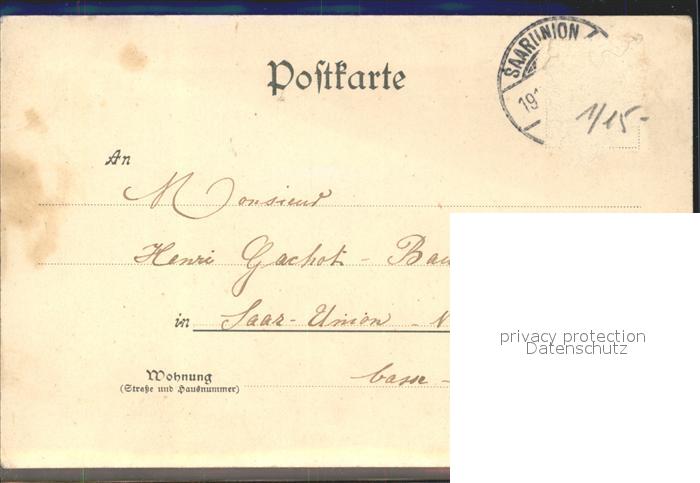 Postkarte
SAARUNION
191
1/15-
An
Monsieur
Henri Gachot - Bau
in Saar-Union - N
privacy protection
Datenschutz
Wohnung
(Straße und Hausnummer)
basse -